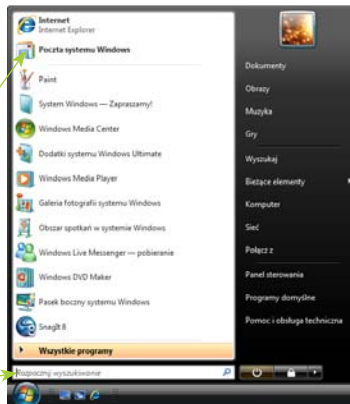 Internet
Internet Explorer
Poczta systemu Windows
Paint
System Windows — Zapraszamy!
Windows Media Center
Dodatki systemu Windows Ultimate
Windows Media Player
Galeria fotografii systemu Windows
Obszar spotkań w systemie Windows
Windows Live Messenger — pobieranie
Windows DVD Maker
Pasek boczny systemu Windows
SnagIt 8
Wszystkie programy
Rozpocznij wyszukiwanie
Dokumenty
Obrazy
Muzyka
Gry
Wyszukaj
Bieżące elementy
Komputer
Sieć
Połącz z
Panel sterowania
Programy domyślne
Pomoc i obsługa techniczna